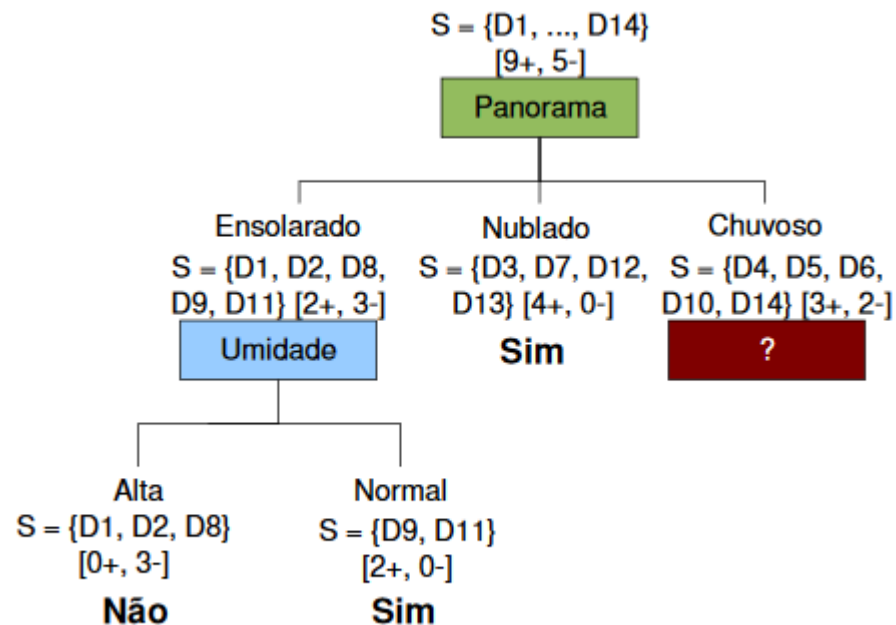 S = {D1, ..., D14}
[9+, 5-]
Panorama
Ensolarado
S = {D1, D2, D8,
D9, D11} [2+, 3-]
Umidade
Nublado
S = {D3, D7, D12,
D13} [4+, 0-]
Sim
Chuvoso
S = {D4, D5, D6,
D10, D14} [3+, 2-]
?
Alta
S = {D1, D2, D8}
[0+, 3-]
Não
Normal
S = {D9, D11}
[2+, 0-]
Sim